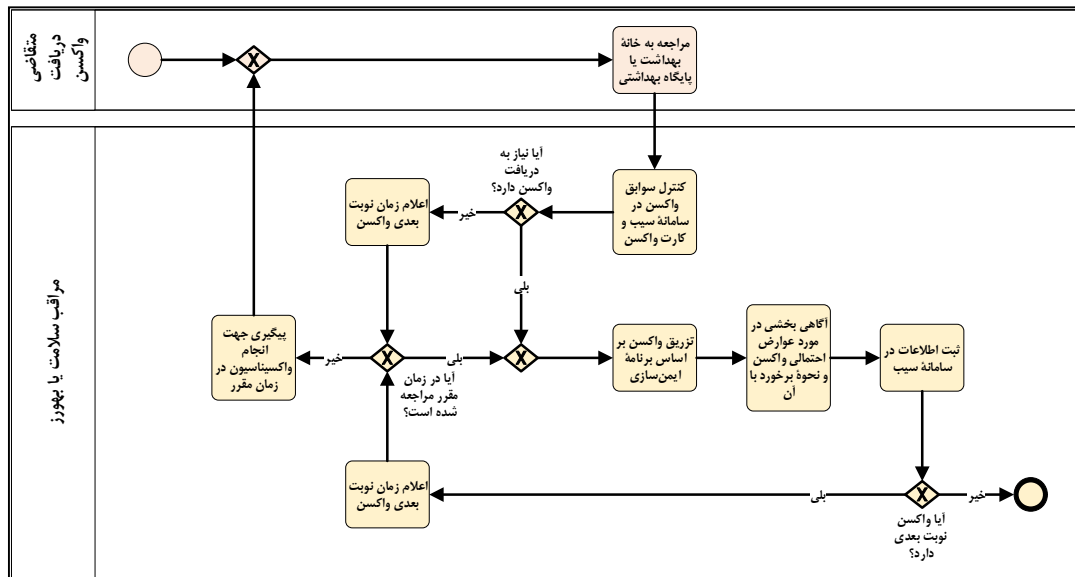 متقاضی
دریافت
واکسن
مراجعه به خانهٔ
بهداشت یا
پایگاه بهداشتی
مراقب سلامت یا بهورز
کنترل سوابق
واکسن در
سامانهٔ سیب و
کارت واکسن
آیا نیاز به
دریافت
واکسن دارد؟
خیر
بلی
اعلام زمان نوبت
بعدی واکسن
آیا در زمان
مقرر مراجعه
شده است؟
خیر
بلی
پیگیری جهت
انجام
واکسیناسیون در
زمان مقرر
تزریق واکسن بر
اساس برنامهٔ
ایمن‌سازی
آگاهی بخشی در
مورد عوارض
احتمالی واکسن
و نحوهٔ برخورد با
آن
ثبت اطلاعات در
سامانهٔ سیب
آیا واکسن
نوبت بعدی
دارد؟
خیر
بلی
اعلام زمان نوبت
بعدی واکسن